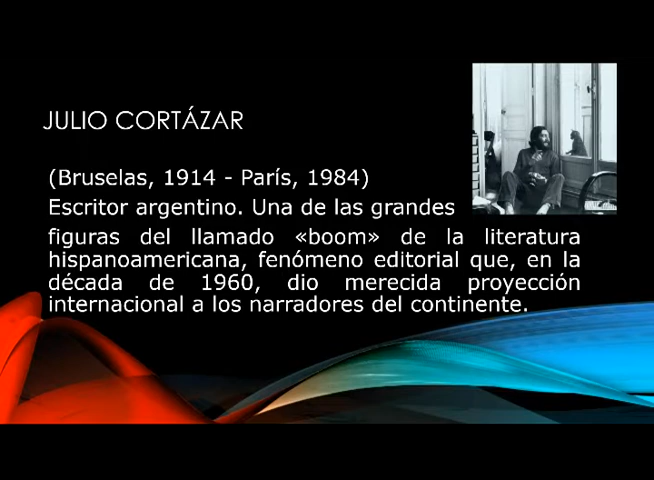 JULIO CORTÁZAR
(Bruselas, 1914 - París, 1984)
Escritor argentino. Una de las grandes
figuras del llamado «boom» de la literatura
hispanoamericana, fenómeno editorial que, en la
década de 1960, dio merecida proyección
internacional a los narradores del continente.